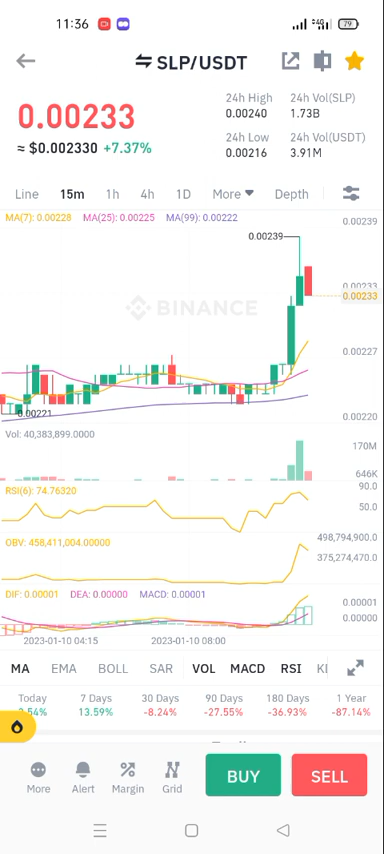 11:36
79
SLP/USDT
0.00233
≈ $0.002330 +7.37%
24h High
0.00240
24h Vol(SLP)
1.73B
24h Low
0.00216
24h Vol(USDT)
3.91M
Line 15m 1h 4h 1D More Depth
MA(7): 0.00228 MA(25): 0.00225 MA(99): 0.00222
0.00239
0.00239
BINANCE
0.00233
0.00233
0.00227
0.00221
0.00220
Vol: 40,383,899.0000
170M
646K
RSI(6): 74.76320
90.0
50.0
OBV: 458,411,004.00000
498,794,900.0
375,274,470.0
DIF: 0.00001 DEA: 0.00000 MACD: 0.00001
0.00001
0.00000
2023-01-10 04:15 2023-01-10 08:00
MA EMA BOLL SAR VOL MACD RSI
Today 7 Days 30 Days 90 Days 180 Days 1 Year
13.59% -8.24% -27.55% -36.93% -87.14%
More Alert Margin Grid BUY SELL